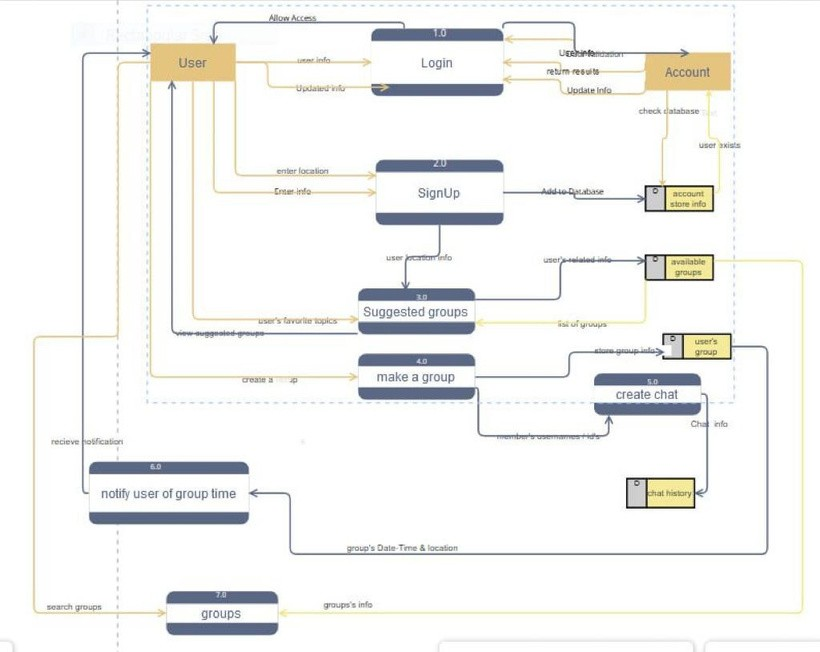 Allow Access
1.0
Login
User
user info
Updated info
return results
Update Info
Account
check database
user exists
2.0
SignUp
enter location
Enter info
Add to Database
D
account
store info
user location info
user's related info
D
available
groups
3.0
Suggested groups
user's favorite topics
view suggested groups
list of groups
store group info
D
user's
group
4.0
make a group
create a
5.0
create chat
Chat info
member's usernames / id's
recieve notification
6.0
notify user of group time
D
chat history
group's Date-Time & location
7.0
groups
search groups
groups's info